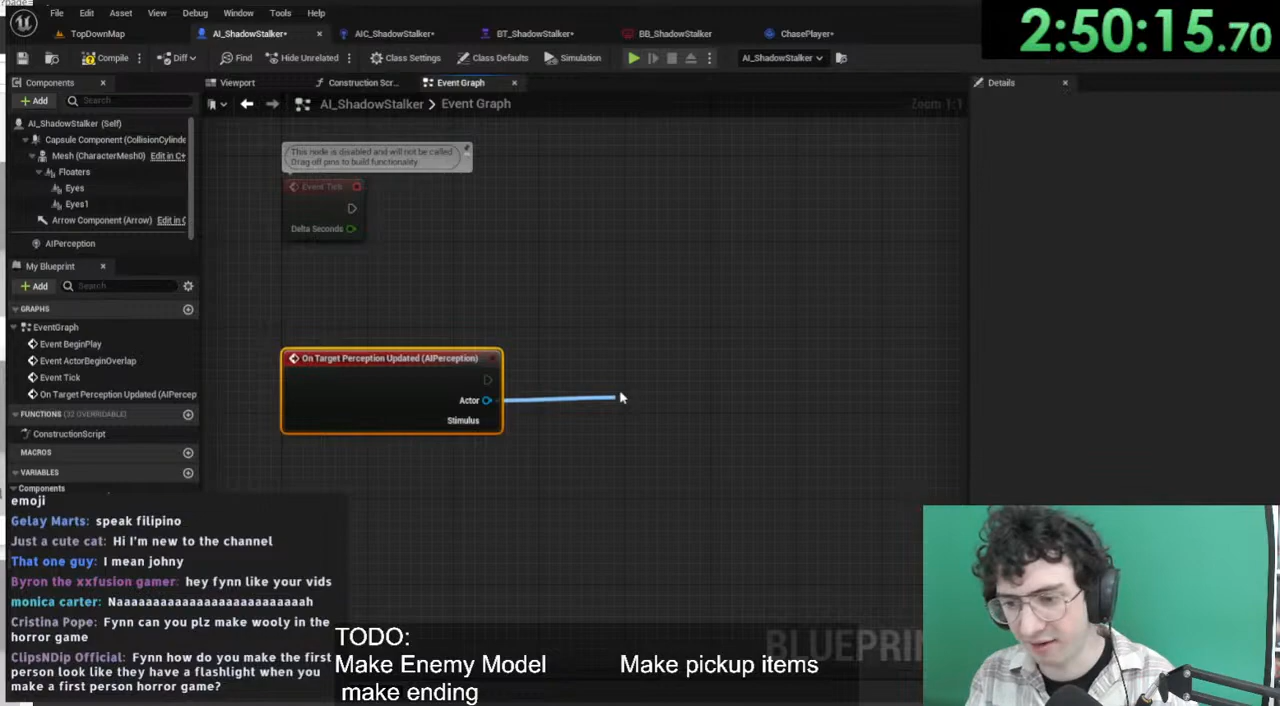 File Edit Asset View Debug Window Tools Help
TopDownMap AI_ShadowStalker* AIC_ShadowStalker* BT_ShadowStalker* BB_ShadowStalker ChasePlayer*
2:50:15.70
Compile Diff Find Hide Unrelated Class Settings Class Defaults Simulation AI_ShadowStalker
Components Viewport Construction Scr... Event Graph Details
Add Search AI_ShadowStalker > Event Graph Zoom 1:1
AI_ShadowStalker (Self)
Capsule Component (CollisionCylinde
Mesh (CharacterMesh0) Edit in C+
Floaters
Eyes
Eyes1
Arrow Component (Arrow) Edit in C
AIPerception
This node is disabled and will not be called.
Drag off pins to build functionality.
Event Tick
Delta Seconds
My Blueprint
Add Search
GRAPHS
EventGraph
Event BeginPlay
Event ActorBeginOverlap
Event Tick
On Target Perception Updated (AIPercep
FUNCTIONS (32 OVERRIDABLE)
ConstructionScript
MACROS
VARIABLES
Components
On Target Perception Updated (AIPerception)
Actor
Stimulus
emoji
Gelay Marts: speak filipino
Just a cute cat: Hi I'm new to the channel
That one guy: I mean johny
Byron the xxfusion gamer: hey fynn like your vids
monica carter: Naaaaaaaaaaaaaaaaaaaaaaaah
Cristina Pope: Fynn can you plz make wooly in the
horror game
ClipsNDip Official: Fynn how do you make the first
person look like they have a flashlight when you
make a first person horror game?
TODO:
Make Enemy Model Make pickup items
make ending
BLUEPRIN